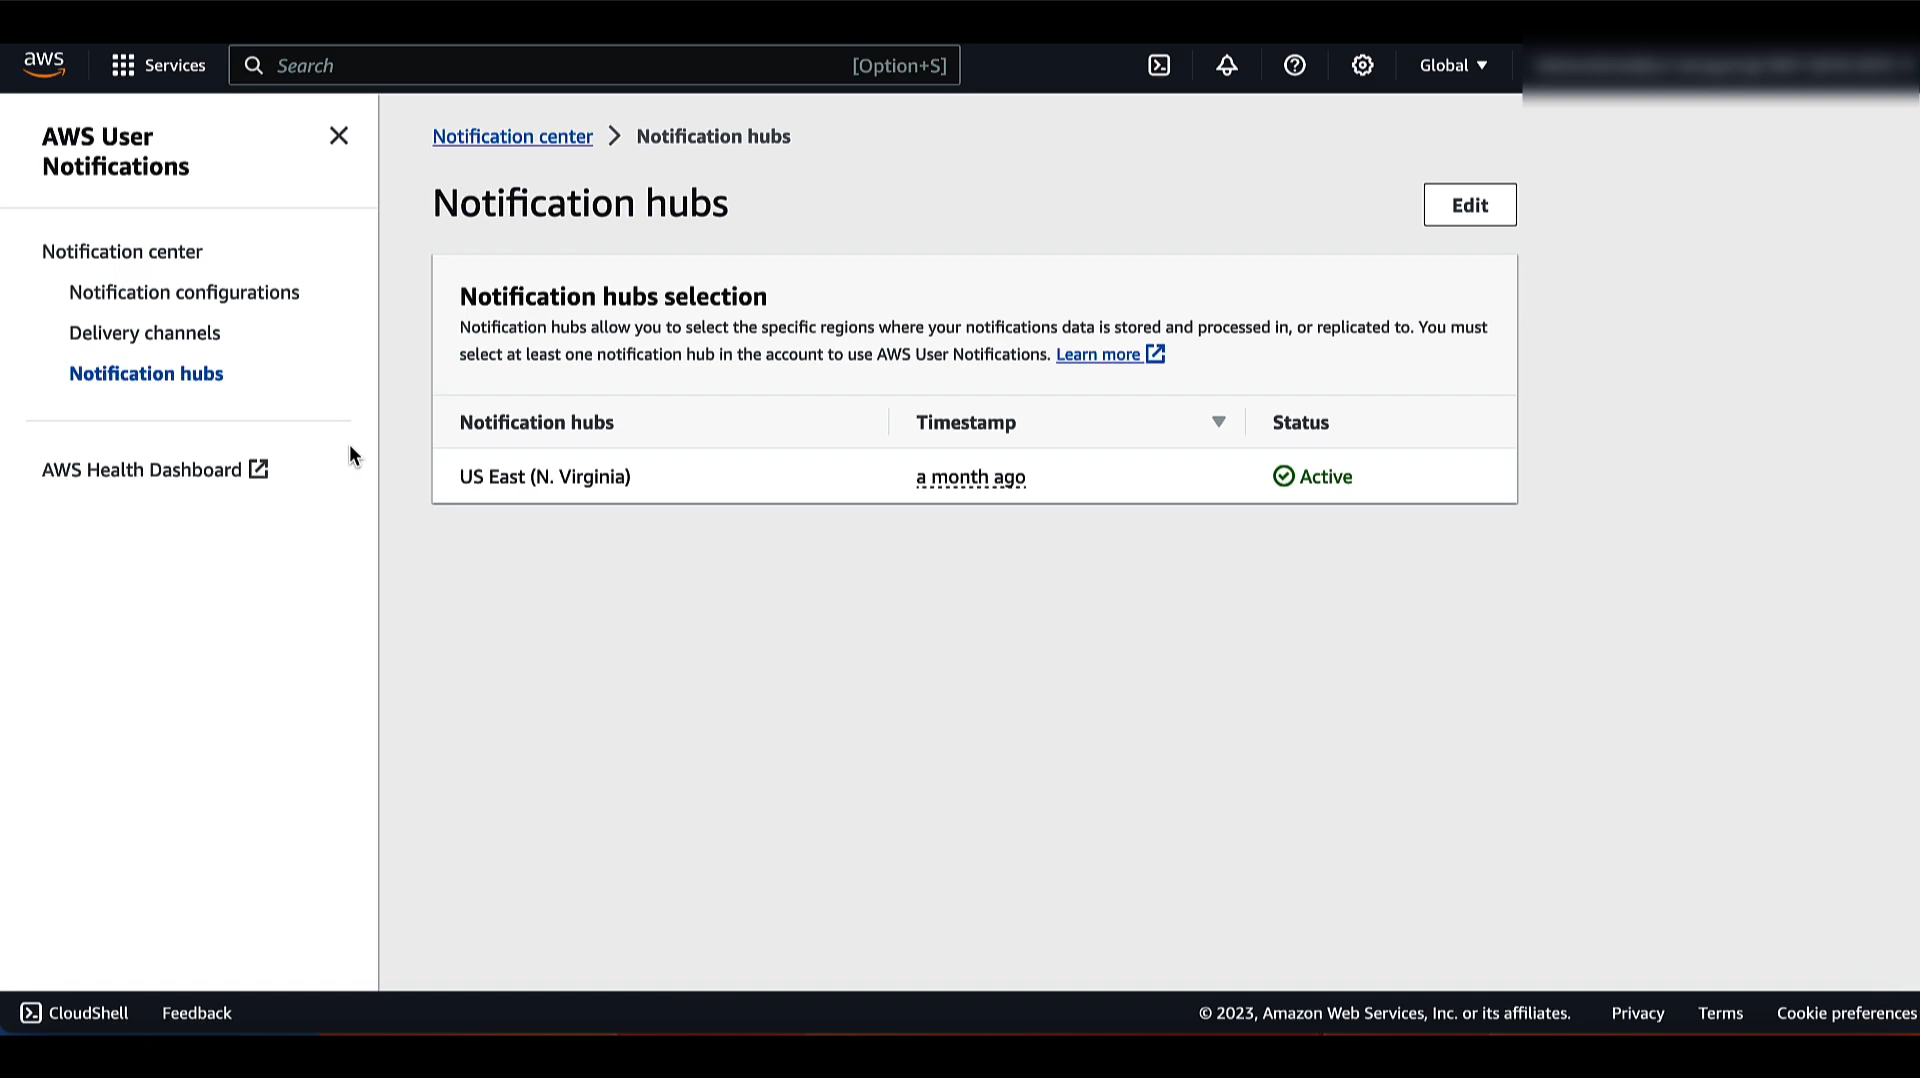 aws
Services
Search
[Option+S]
Global
AWS User
Notifications
Notification center
Notification configurations
Delivery channels
Notification hubs
AWS Health Dashboard
Notification center
Notification hubs
Notification hubs
Edit
Notification hubs selection
Notification hubs allow you to select the specific regions where your notifications data is stored and processed in, or replicated to. You must
select at least one notification hub in the account to use AWS User Notifications. Learn more
Notification hubs
Timestamp
Status
US East (N. Virginia)
a month ago
Active
CloudShell
Feedback
© 2023, Amazon Web Services, Inc. or its affiliates.
Privacy
Terms
Cookie preferences